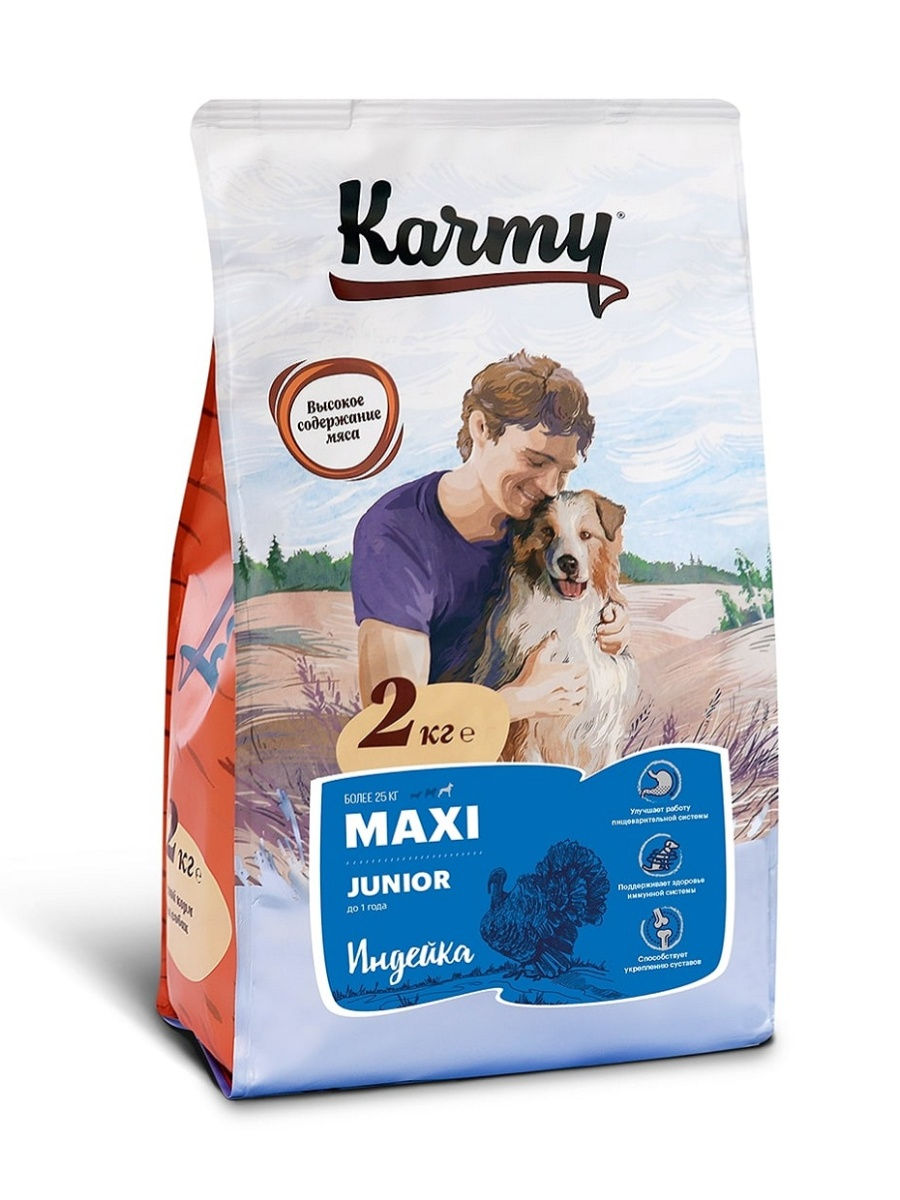 Karmy®
Высокое
содержание
мяса
2 кг е
БОЛЕЕ 25 КГ
MAXI
JUNIOR
до 1 года
Индейка
Улучшает работу
пищеварительной системы
Поддерживает здоровье
иммунной системы
Способствует
укреплению суставов
2 кг е